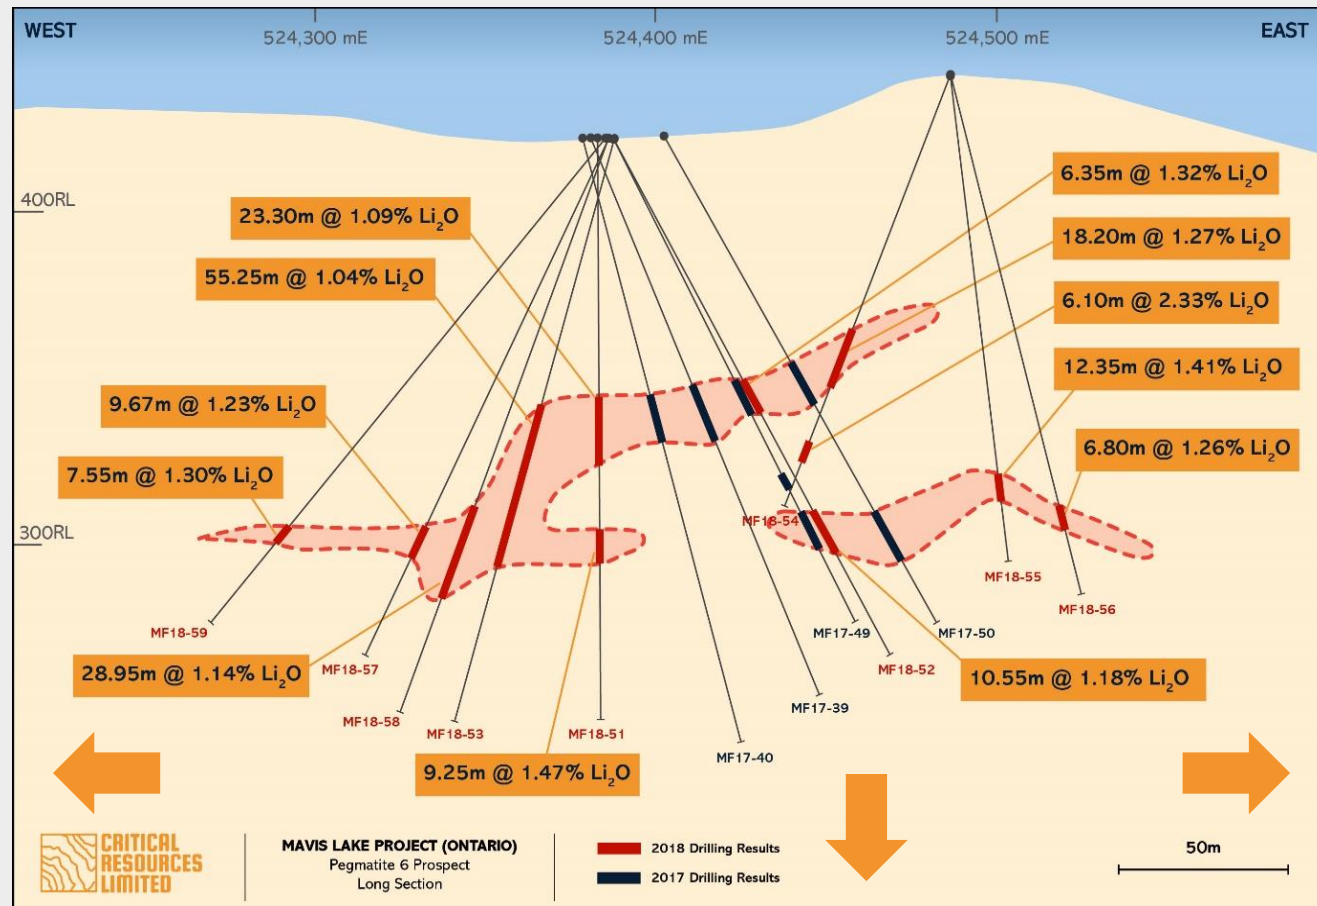 WEST
524,300 mE
524,400 mE
524,500 mE
EAST
400RL
300RL
23.30m @ 1.09% Li₂O
55.25m @ 1.04% Li₂O
9.67m @ 1.23% Li₂O
7.55m @ 1.30% Li₂O
28.95m @ 1.14% Li₂O
9.25m @ 1.47% Li₂O
6.35m @ 1.32% Li₂O
18.20m @ 1.27% Li₂O
6.10m @ 2.33% Li₂O
12.35m @ 1.41% Li₂O
6.80m @ 1.26% Li₂O
10.55m @ 1.18% Li₂O
MF18-59
MF18-57
MF18-58
MF18-53
MF18-51
MF17-40
MF17-39
MF18-54
MF17-49
MF18-52
MF17-50
MF18-55
MF18-56
CRITICAL
RESOURCES
LIMITED
MAVIS LAKE PROJECT (ONTARIO)
Pegmatite 6 Prospect
Long Section
2018 Drilling Results
2017 Drilling Results
50m